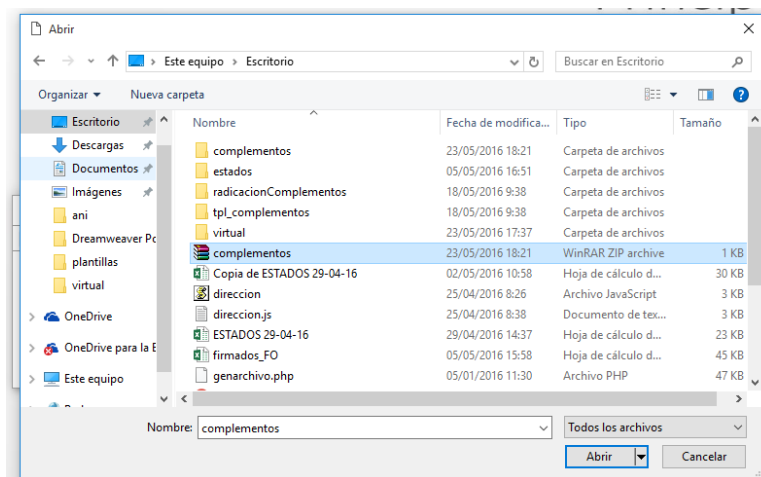 Abrir
Este equipo > Escritorio
Buscar en Escritorio
Organizar
Nueva carpeta
Nombre Fecha de modifica... Tipo Tamaño
Escritorio
Descargas
Documentos
Imágenes
ani
Dreamweaver Pc
plantillas
virtual
OneDrive
OneDrive para la E
Este equipo
complementos 23/05/2016 18:21 Carpeta de archivos
estados 05/05/2016 16:51 Carpeta de archivos
radicacionComplementos 18/05/2016 9:38 Carpeta de archivos
tpl_complementos 18/05/2016 9:38 Carpeta de archivos
virtual 23/05/2016 17:37 Carpeta de archivos
complementos 23/05/2016 18:21 WinRAR ZIP archive 1 KB
Copia de ESTADOS 29-04-16 02/05/2016 10:58 Hoja de cálculo d... 30 KB
direccion 25/04/2016 8:26 Archivo JavaScript 3 KB
direccion.js 25/04/2016 8:38 Documento de tex... 3 KB
ESTADOS 29-04-16 29/04/2016 14:37 Hoja de cálculo d... 23 KB
firmados_FO 05/05/2016 15:58 Hoja de cálculo d... 45 KB
genarchivo.php 05/01/2016 11:30 Archivo PHP 47 KB
Nombre: complementos
Todos los archivos
Abrir
Cancelar